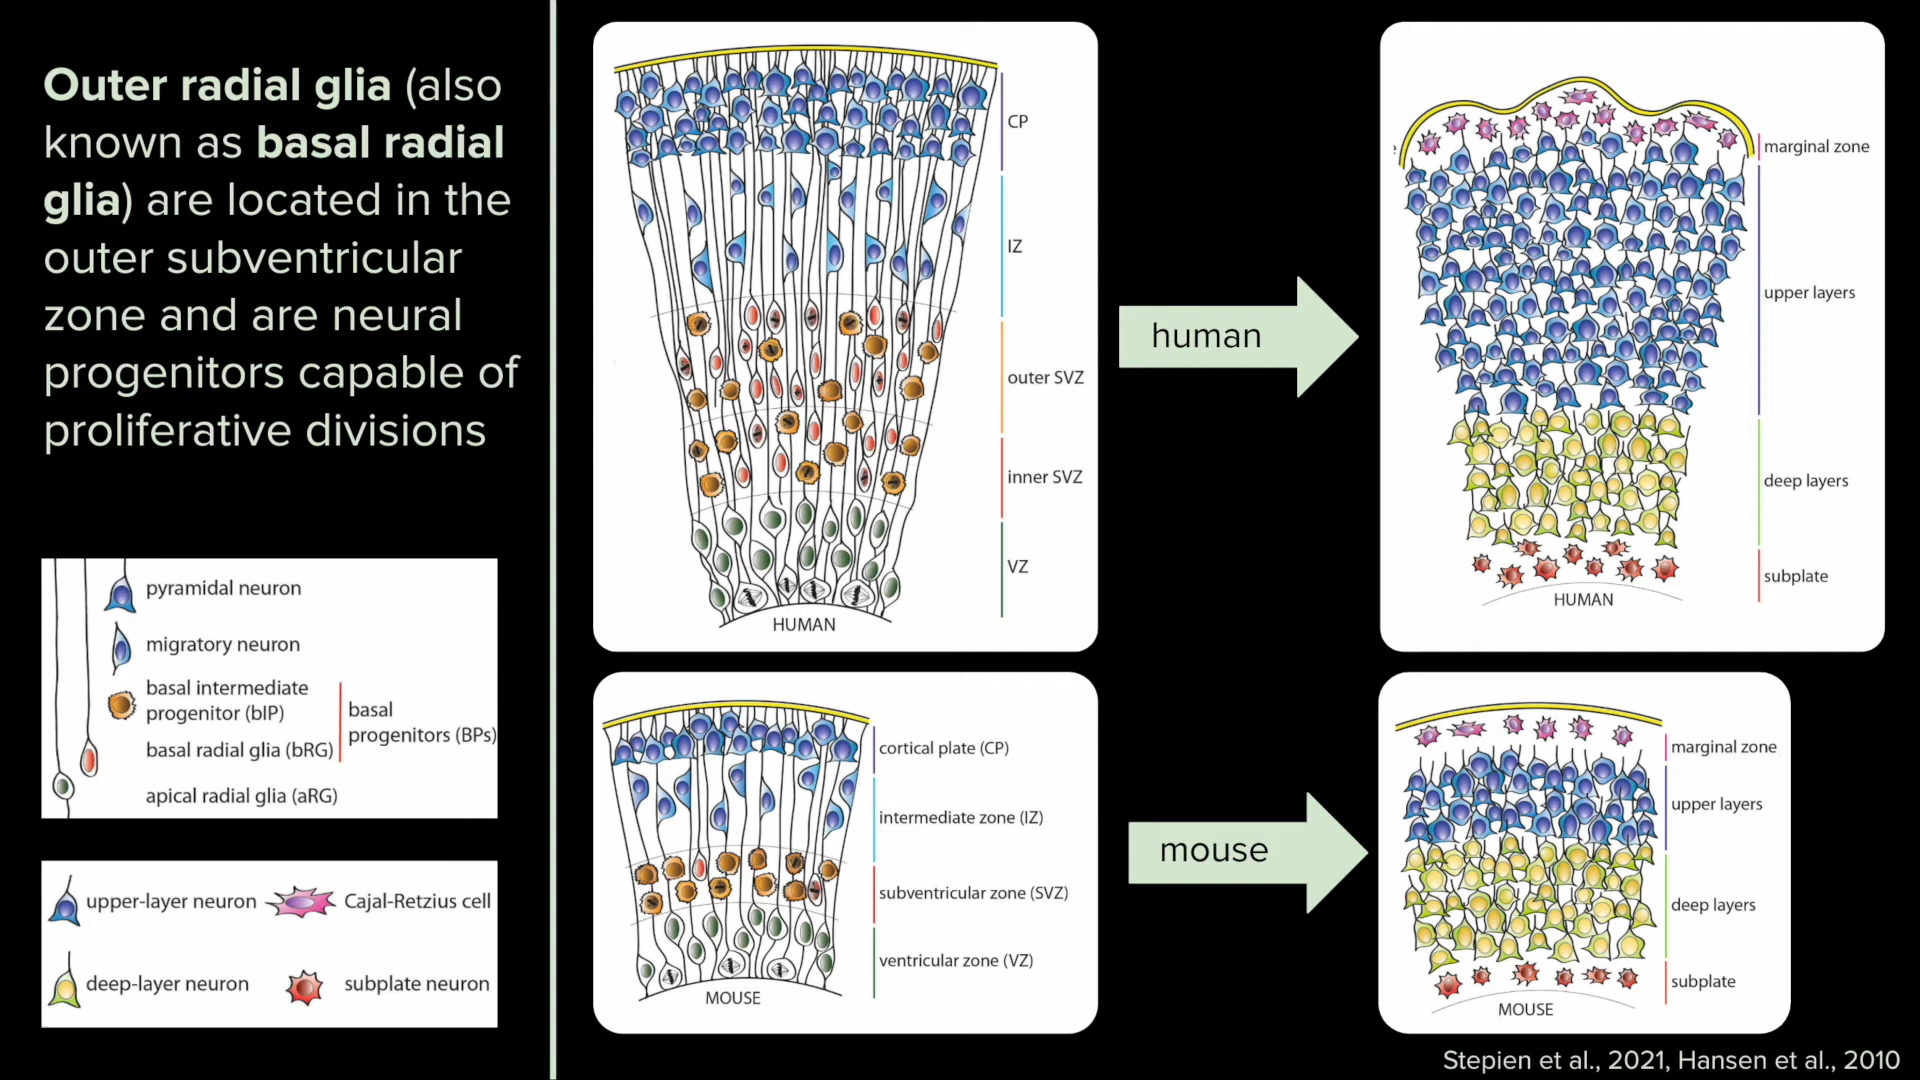 Outer radial glia (also
known as basal radial
glia) are located in the
outer subventricular
zone and are neural
progenitors capable of
proliferative divisions
pyramidal neuron
migratory neuron
basal intermediate
progenitor (bIP)
basal radial glia (bRG)
basal
progenitors (BPs)
apical radial glia (aRG)
upper-layer neuron
Cajal-Retzius cell
deep-layer neuron
subplate neuron
CP
IZ
outer SVZ
inner SVZ
VZ
HUMAN
human
marginal zone
upper layers
deep layers
subplate
HUMAN
cortical plate (CP)
intermediate zone (IZ)
subventricular zone (SVZ)
ventricular zone (VZ)
MOUSE
mouse
marginal zone
upper layers
deep layers
subplate
MOUSE
Stepien et al., 2021, Hansen et al., 2010